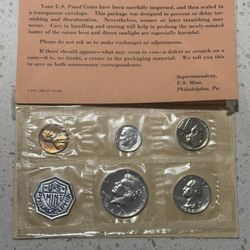 Your U.S. Proof Coins have been carefully inspected, and then sealed in
a transparent envelope. This package was designed to prevent or delay tar-
nishing and discoloration. Nevertheless, sooner or later tarnishing may
occur. Care in handling and storing will help to prolong the newly-minted
luster of the coins but heat and direct sunlight are especially harmful.
Please do not ask us to make exchanges or adjustments.
If there should appear—what may seem to you—a defect or scratch on a
coin—it is, no doubt, a crease in the packaging material. We tell you this
to save us both unnecessary correspondence.
Superintendent,
U.S. Mint,
Philadelphia, Pa.